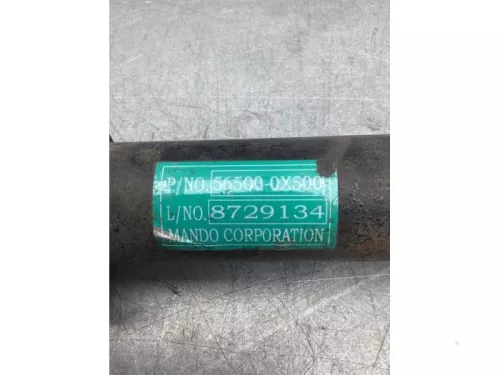 P/NO. 56500-0X500
L/NO. 8729134
MANDO CORPORATION